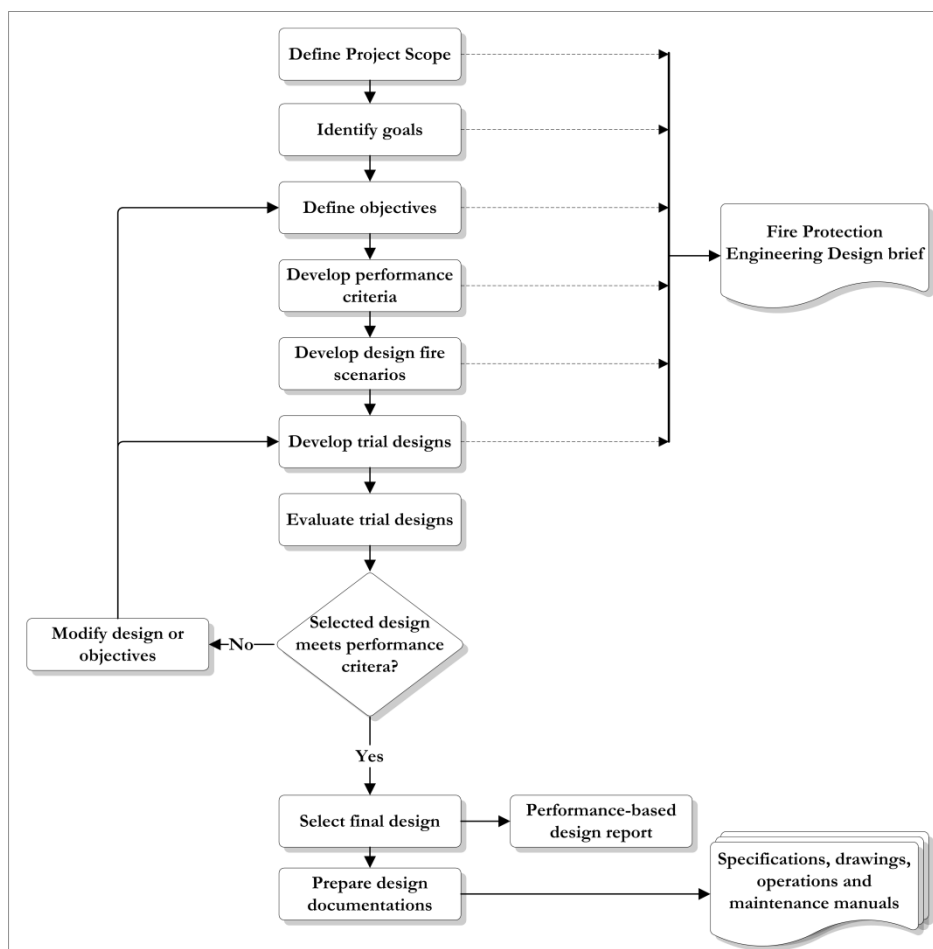 Define Project Scope
Identify goals
Define objectives
Fire Protection
Engineering Design brief
Develop performance
criteria
Develop design fire
scenarios
Develop trial designs
Evaluate trial designs
Selected design
meets performance
critera?
No
Modify design or
objectives
Yes
Select final design
Performance-based
design report
Prepare design
documentations
Specifications, drawings,
operations and
maintenance manuals